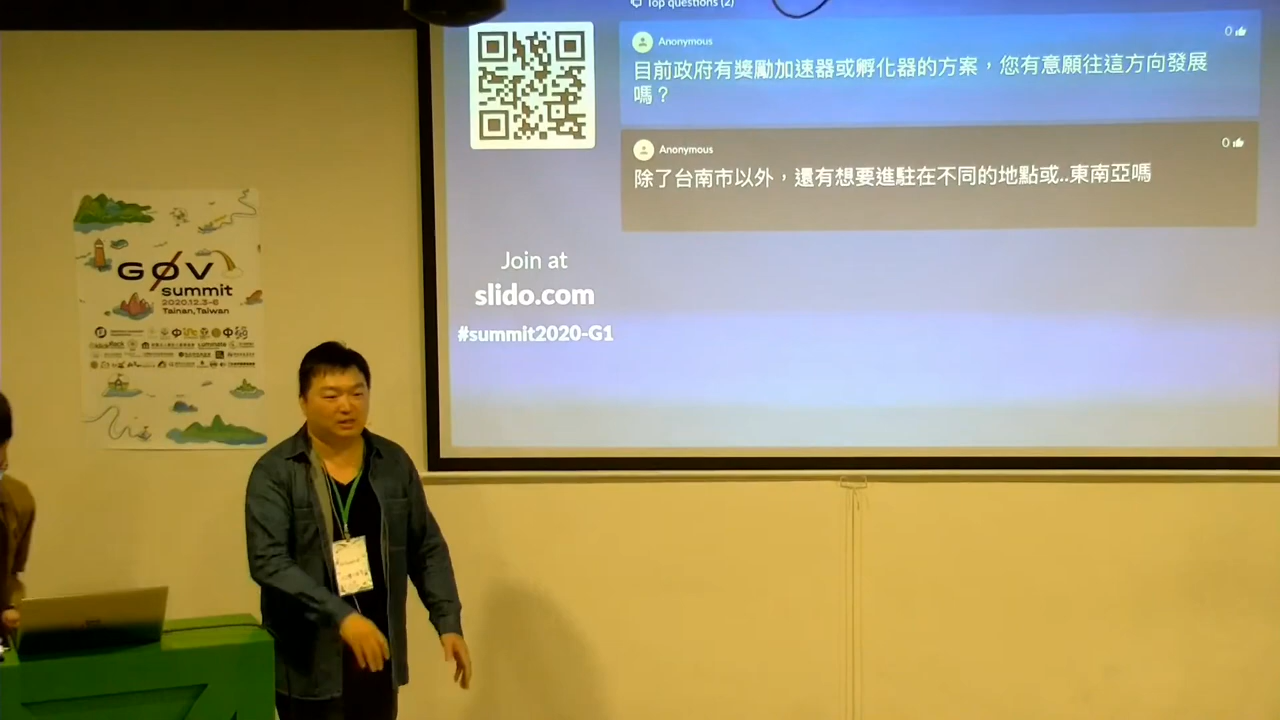 Top questions (2)
Anonymous
0
目前政府有獎勵加速器或孵化器的方案，您有意願往這方向發展
嗎？
Anonymous
0
除了台南市以外，還有想要進駐在不同的地點或..東南亞嗎
Join at
slido.com
#summit2020-G1
GØV
summit
2020.12.3-6
Tainan, Taiwan